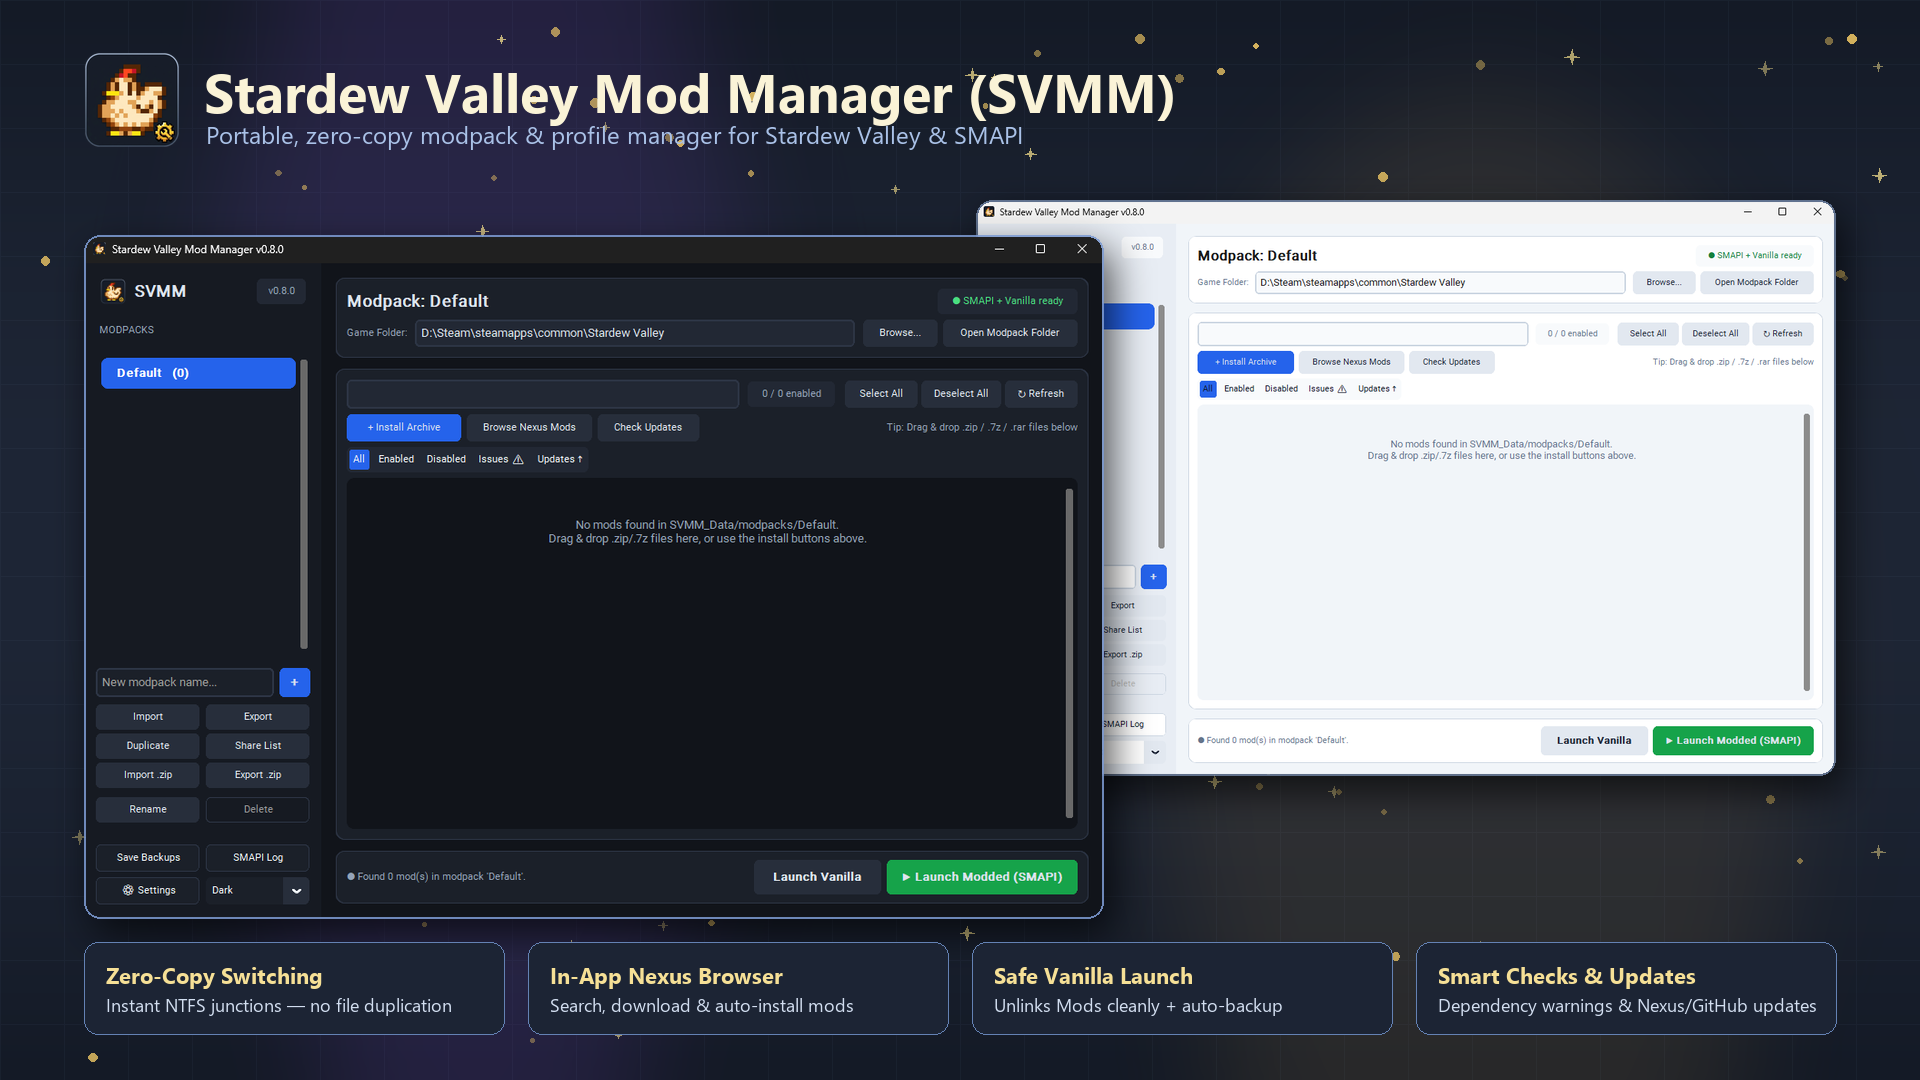 Stardew Valley Mod Manager (SVMM)
Portable, zero-copy modpack & profile manager for Stardew Valley & SMAPI
Stardew Valley Mod Manager v0.8.0
SVMM
v0.8.0
MODPACKS
Default (0)
New modpack name...
+
Import
Export
Duplicate
Share List
Import .zip
Export .zip
Rename
Delete
Save Backups
SMAPI Log
Settings
Dark
Modpack: Default
SMAPI + Vanilla ready
Game Folder:
D:\Steam\steamapps\common\Stardew Valley
Browse...
Open Modpack Folder
0 / 0 enabled
Select All
Deselect All
↻ Refresh
+ Install Archive
Browse Nexus Mods
Check Updates
Tip: Drag & drop .zip / .7z / .rar files below
All
Enabled
Disabled
Issues ⚠
Updates ↑
No mods found in SVMM_Data/modpacks/Default.
Drag & drop .zip/.7z files here, or use the install buttons above.
● Found 0 mod(s) in modpack 'Default'.
Launch Vanilla
▶ Launch Modded (SMAPI)
Stardew Valley Mod Manager v0.8.0
v0.8.0
+
Export
Share List
Export .zip
Delete
SMAPI Log
Modpack: Default
● SMAPI + Vanilla ready
Game Folder:
D:\Steam\steamapps\common\Stardew Valley
Browse...
Open Modpack Folder
0 / 0 enabled
Select All
Deselect All
↻ Refresh
+ Install Archive
Browse Nexus Mods
Check Updates
Tip: Drag & drop .zip / .7z / .rar files below
All
Enabled
Disabled
Issues ⚠
Updates ↑
No mods found in SVMM_Data/modpacks/Default.
Drag & drop .zip/.7z files here, or use the install buttons above.
● Found 0 mod(s) in modpack 'Default'.
Launch Vanilla
▶ Launch Modded (SMAPI)
Zero-Copy Switching
Instant NTFS junctions — no file duplication
In-App Nexus Browser
Search, download & auto-install mods
Safe Vanilla Launch
Unlinks Mods cleanly + auto-backup
Smart Checks & Updates
Dependency warnings & Nexus/GitHub updates